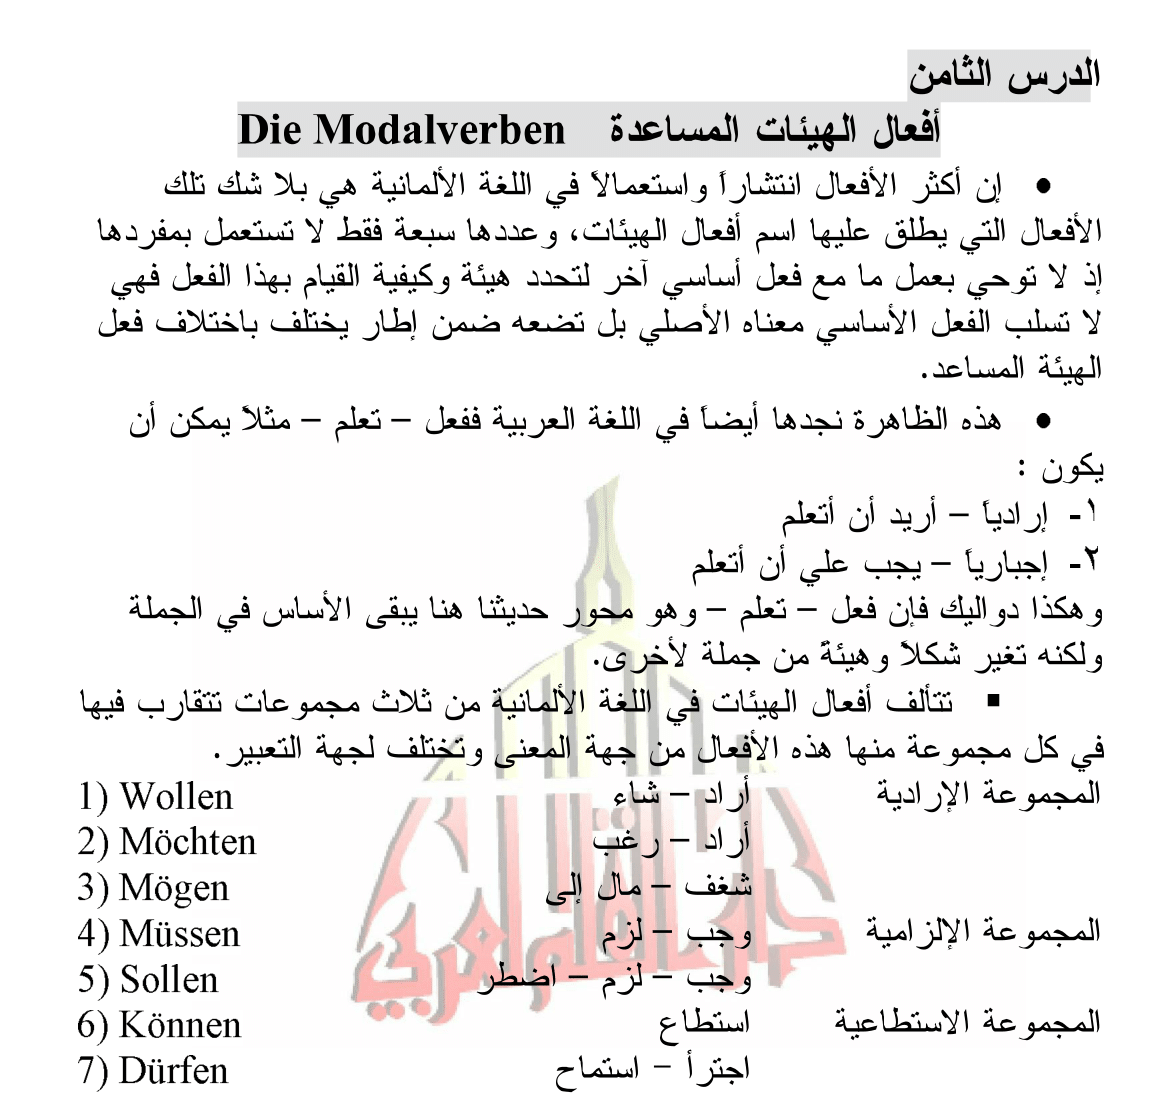 الدرس الثامن
أفعال الهيئات المساعدة Die Modalverben
• إن أكثر الأفعال انتشاراً واستعمالاً في اللغة الألمانية هي بلا شك تلك
الأفعال التي يطلق عليها اسم أفعال الهيئات، وعددها سبعة فقط لا تستعمل بمفردها
إذ لا توحي بعمل ما مع فعل أساسي آخر لتحدد هيئة وكيفية القيام بهذا الفعل فهي
لا تسلب الفعل الأساسي معناه الأصلي بل تضعه ضمن إطار يختلف باختلاف فعل
الهيئة المساعد.
• هذه الظاهرة نجدها أيضاً في اللغة العربية ففعل – تعلم – مثلاً يمكن أن
يكون :
١- إرادياً – أريد أن أتعلم
٢- إجبارياً – يجب علي أن أتعلم
وهكذا دواليك فإن فعل – تعلم – وهو محور حديثنا هنا يبقى الأساس في الجملة
ولكنه تغير شكلاً وهيئةً من جملة لأخرى.
▪ تتألف أفعال الهيئات في اللغة الألمانية من ثلاث مجموعات تتقارب فيها
في كل مجموعة منها هذه الأفعال من جهة المعنى وتختلف لجهة التعبير.
المجموعة الإرادية أراد – شاء 1) Wollen
أراد – رغب 2) Möchten
شغف – مال إلى 3) Mögen
المجموعة الإلزامية وجب – لزم 4) Müssen
وجب – لزم – اضطر 5) Sollen
المجموعة الاستطاعية استطاع 6) Können
اجترأ – استماح 7) Dürfen
دار القلم العربي